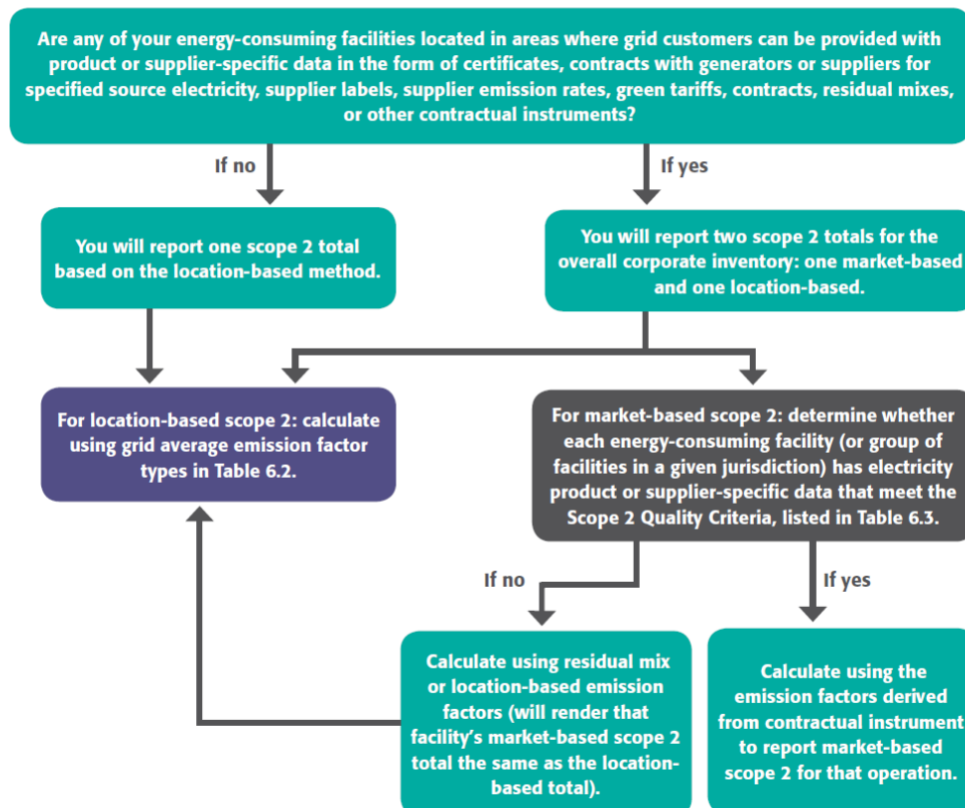 Are any of your energy-consuming facilities located in areas where grid customers can be provided with
product or supplier-specific data in the form of certificates, contracts with generators or suppliers for
specified source electricity, supplier labels, supplier emission rates, green tariffs, contracts, residual mixes,
or other contractual instruments?
If no
If yes
You will report one scope 2 total
based on the location-based method.
You will report two scope 2 totals for the
overall corporate inventory: one market-based
and one location-based.
For location-based scope 2: calculate
using grid average emission factor
types in Table 6.2.
For market-based scope 2: determine whether
each energy-consuming facility (or group of
facilities in a given jurisdiction) has electricity
product or supplier-specific data that meet the
Scope 2 Quality Criteria, listed in Table 6.3.
If no
If yes
Calculate using residual mix
or location-based emission
factors (will render that
facility's market-based scope 2
total the same as the location-
based total).
Calculate using the
emission factors derived
from contractual instrument
to report market-based
scope 2 for that operation.